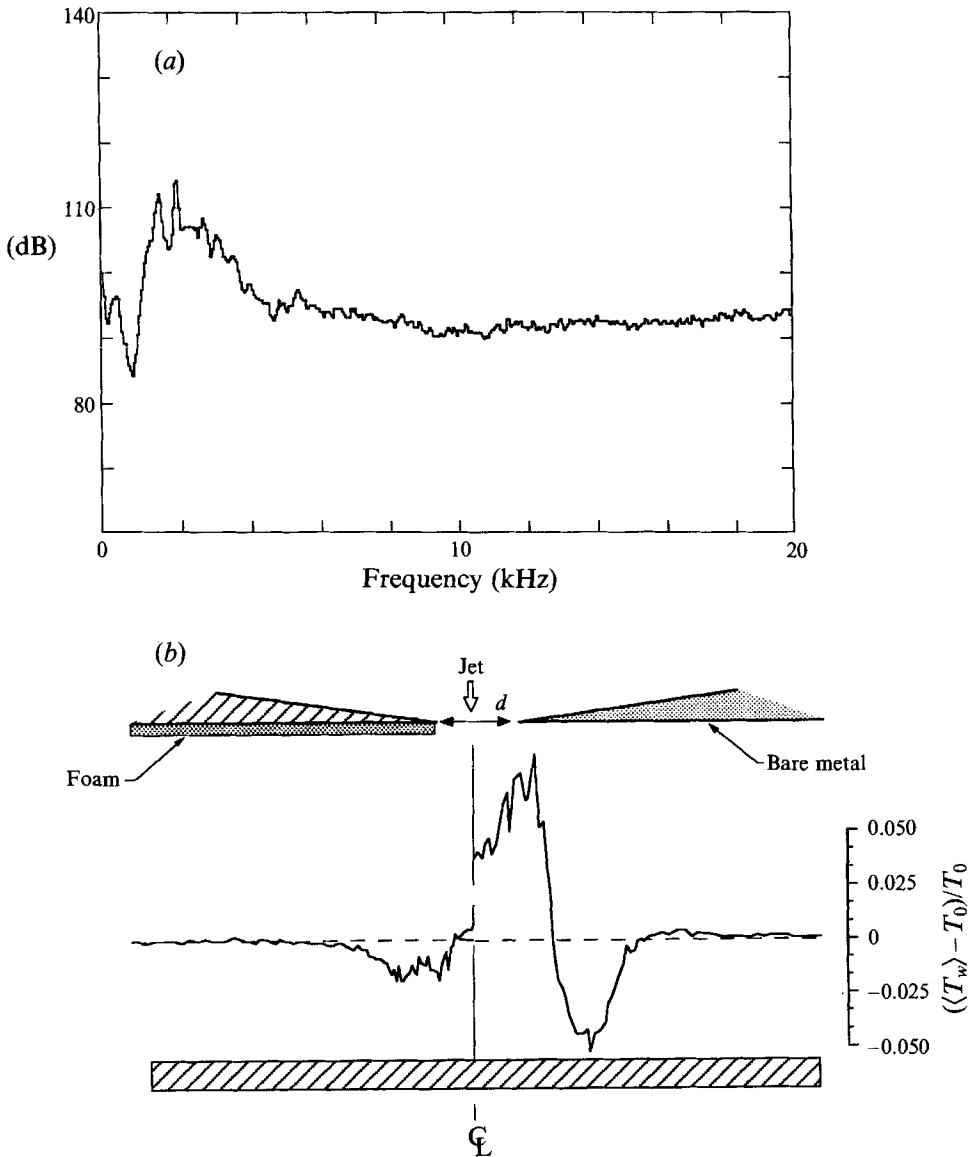 140
(a)
110
(dB)
80
0 10 20
Frequency (kHz)
(b)
Jet
d
Foam
Bare metal
0.050
0.025
0
−0.025
−0.050
(⟨T_w⟩ − T_0)/T_0
℄